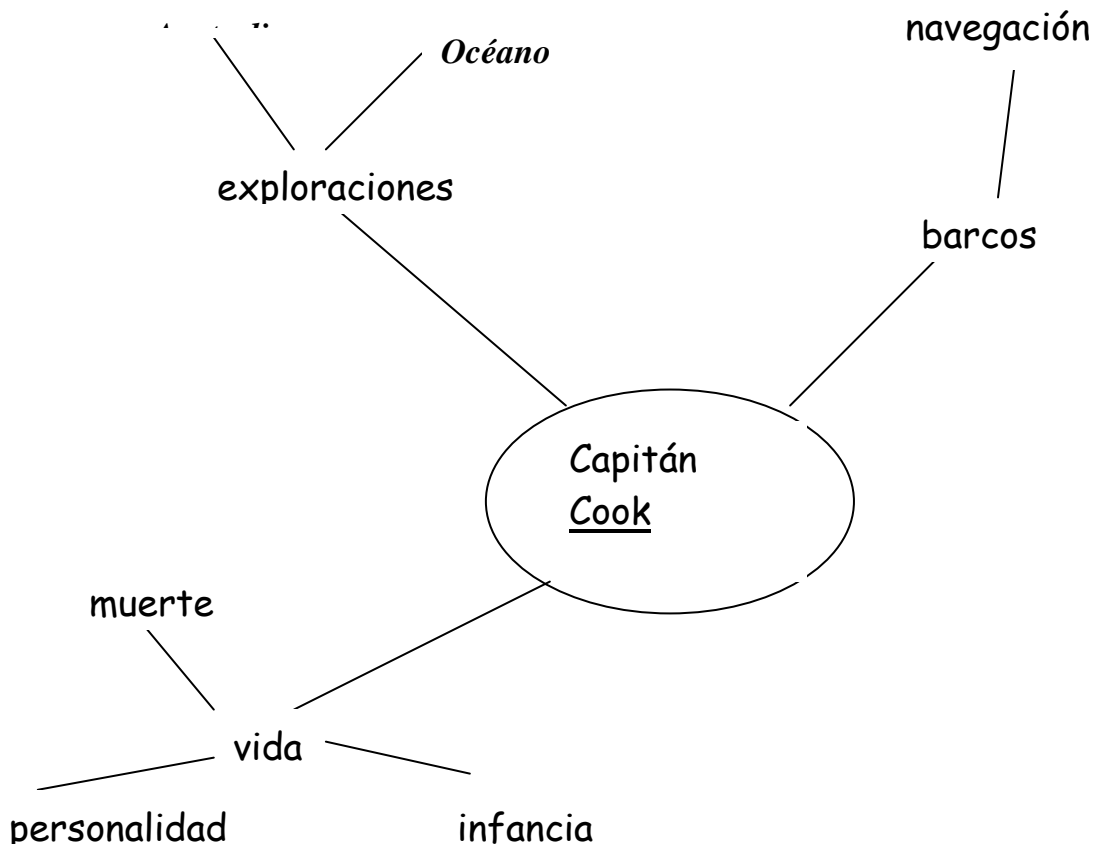 navegación
Océano
exploraciones
barcos
Capitán
Cook
muerte
vida
personalidad
infancia